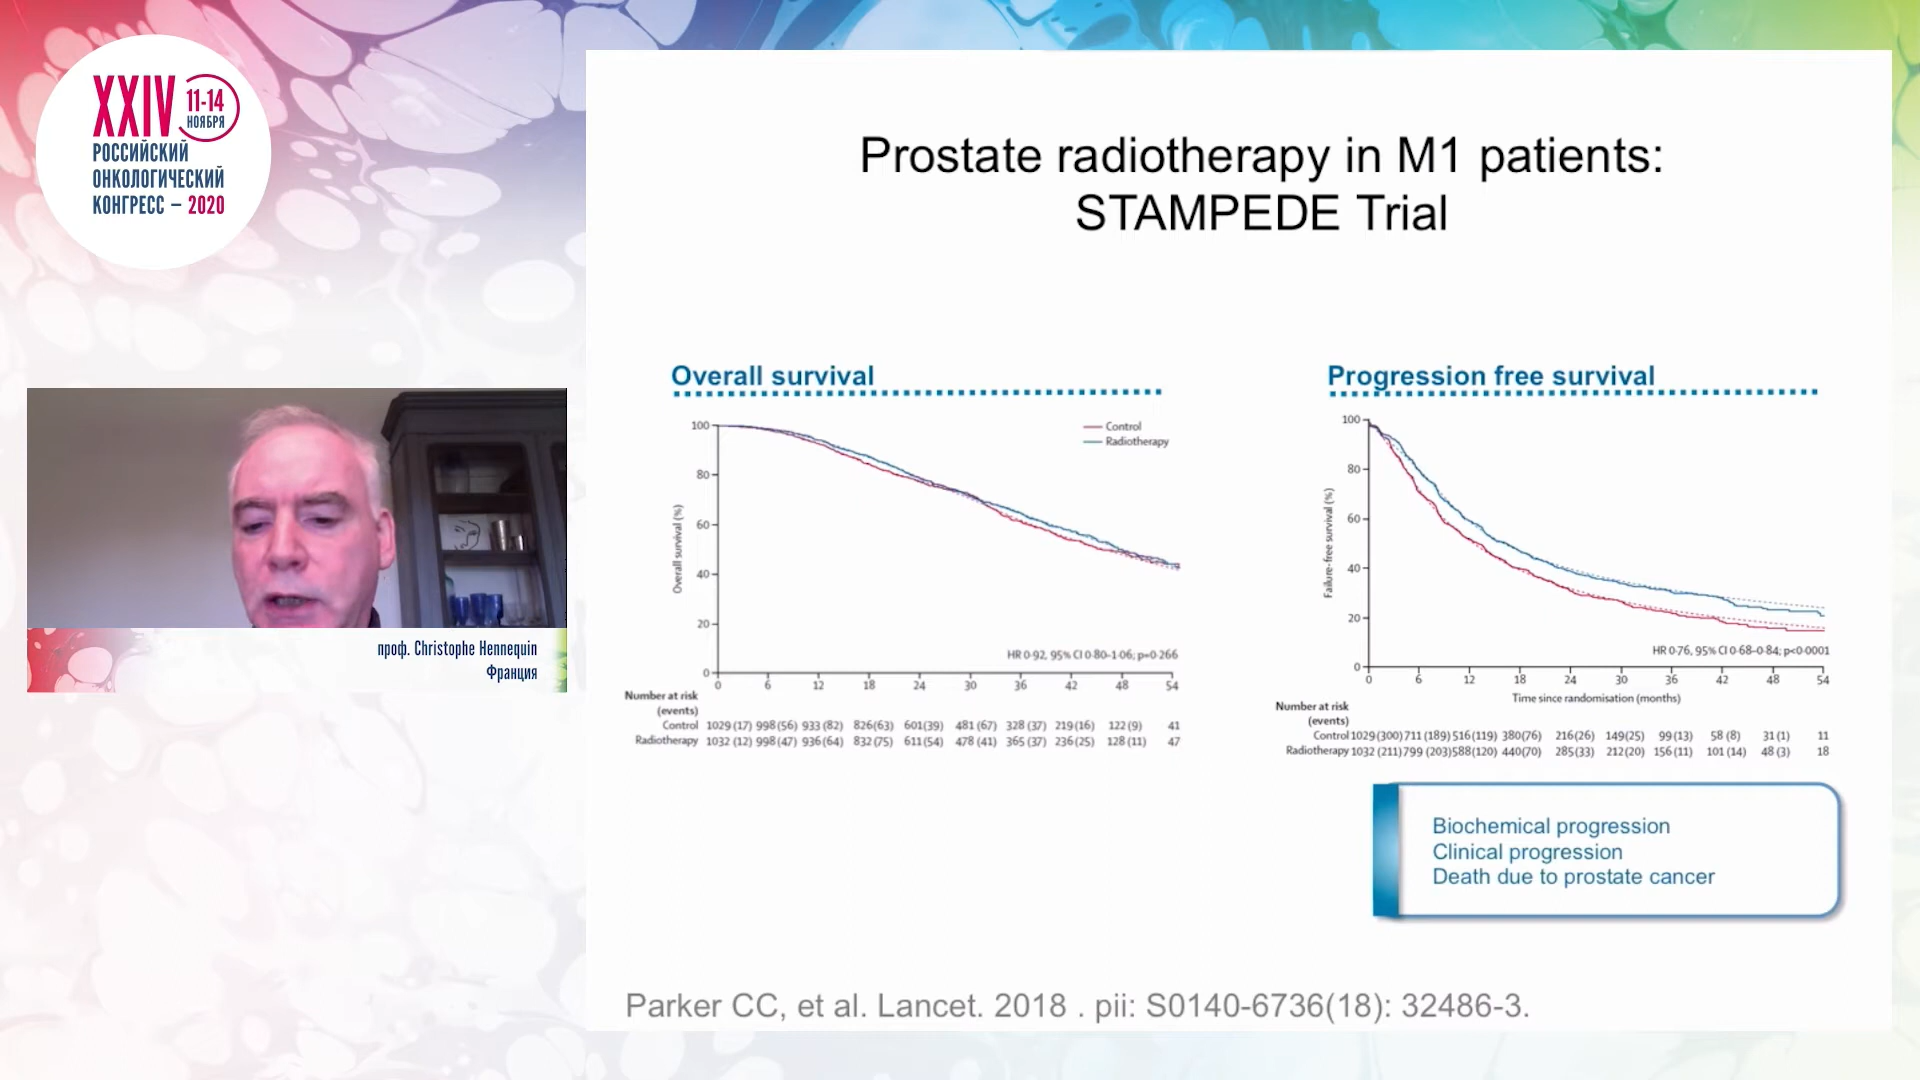 XXIV
11-14
НОЯБРЯ
РОССИЙСКИЙ
ОНКОЛОГИЧЕСКИЙ
КОНГРЕСС – 2020
проф. Christophe Hennequin
Франция
Prostate radiotherapy in M1 patients:
STAMPEDE Trial
Overall survival
100
80
60
40
20
0
Overall survival (%)
Control
Radiotherapy
HR 0·92, 95% CI 0·80–1·06; p=0·266
0 6 12 18 24 30 36 42 48 54
Number at risk
(events)
Control 1029 (17) 998 (56) 933 (82) 826 (63) 601 (39) 481 (67) 328 (37) 219 (16) 122 (9) 41
Radiotherapy 1032 (12) 998 (47) 936 (64) 832 (75) 611 (54) 478 (41) 365 (37) 236 (25) 128 (11) 47
Progression free survival
100
80
60
40
20
0
Failure-free survival (%)
HR 0·76, 95% CI 0·68–0·84; p<0·0001
0 6 12 18 24 30 36 42 48 54
Time since randomisation (months)
Number at risk
(events)
Control 1029 (300) 711 (189) 516 (119) 380 (76) 216 (26) 149 (25) 99 (13) 58 (8) 31 (1) 11
Radiotherapy 1032 (211) 799 (203) 588 (120) 440 (70) 285 (33) 212 (20) 156 (11) 101 (14) 48 (3) 18
Biochemical progression
Clinical progression
Death due to prostate cancer
Parker CC, et al. Lancet. 2018 . pii: S0140-6736(18): 32486-3.